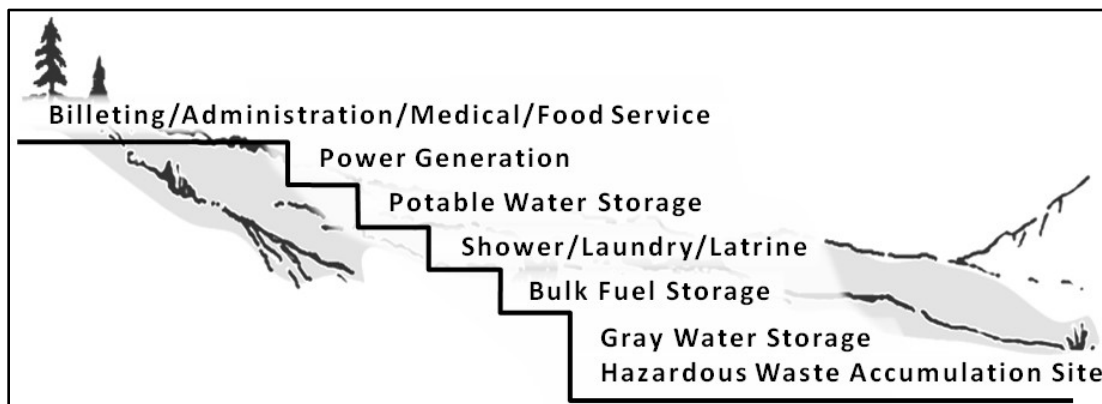 Billeting/Administration/Medical/Food Service
Power Generation
Potable Water Storage
Shower/Laundry/Latrine
Bulk Fuel Storage
Gray Water Storage
Hazardous Waste Accumulation Site